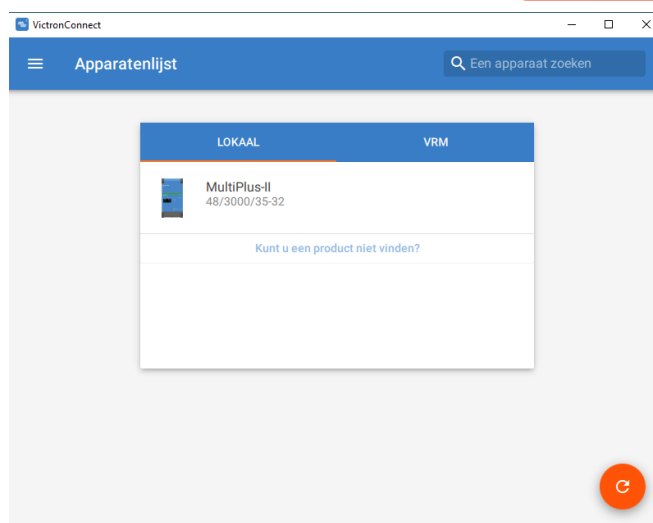 VictronConnect
Apparatenlijst
Een apparaat zoeken
LOKAAL
VRM
MultiPlus-II
48/3000/35-32
Kunt u een product niet vinden?